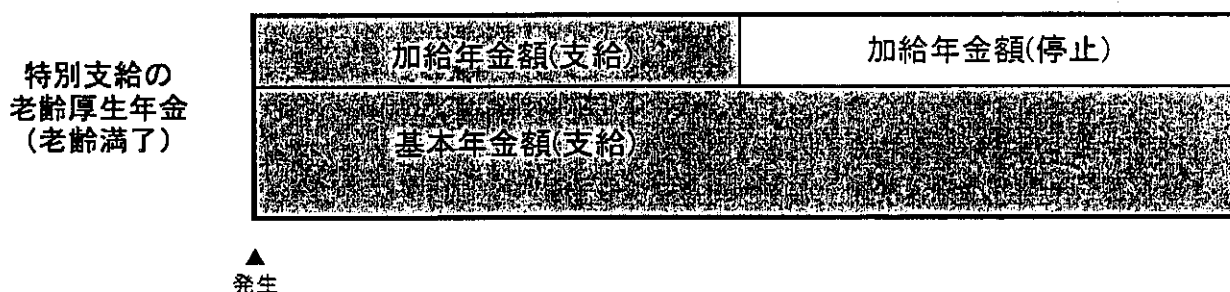 加給年金額(支給)
加給年金額(停止)
特別支給の
老齢厚生年金
(老齢満了)
基本年金額(支給)
▲
発生